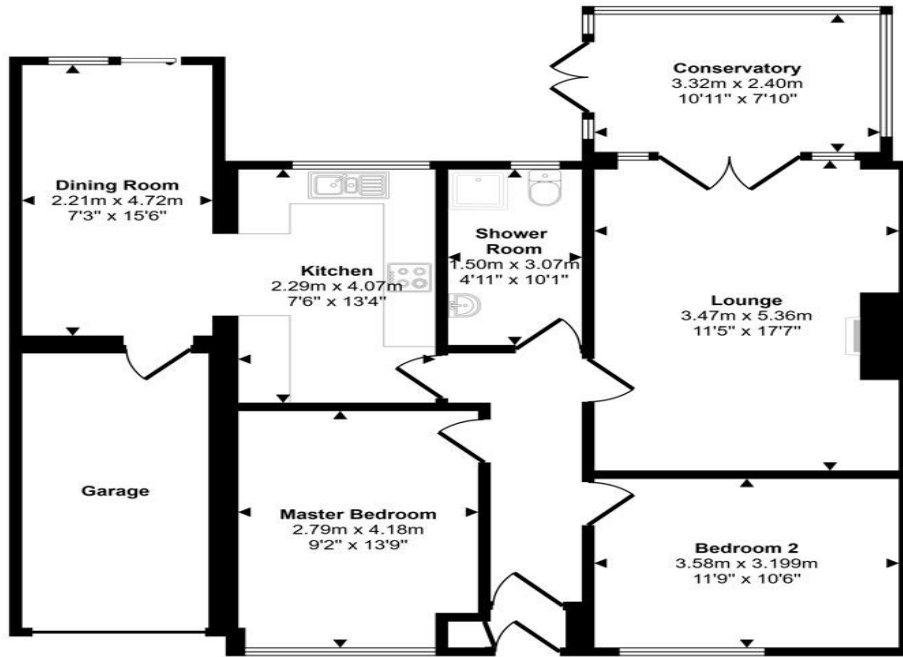 Conservatory
3.32m x 2.40m
10'11" x 7'10"
Dining Room
2.21m x 4.72m
7'3" x 15'6"
Shower
Room
1.50m x 3.07m
4'11" x 10'1"
Kitchen
2.29m x 4.07m
7'6" x 13'4"
Lounge
3.47m x 5.36m
11'5" x 17'7"
Garage
Master Bedroom
2.79m x 4.18m
9'2" x 13'9"
Bedroom 2
3.58m x 3.199m
11'9" x 10'6"